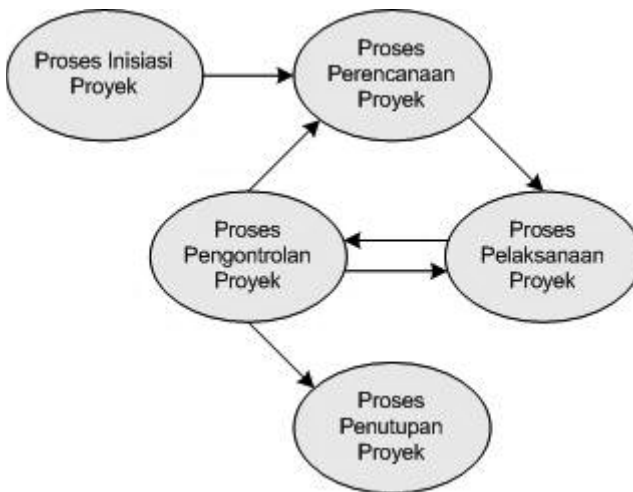 Proses Inisiasi
Proyek
Proses
Perencanaan
Proyek
Proses
Pengontrolan
Proyek
Proses
Pelaksanaan
Proyek
Proses
Penutupan
Proyek